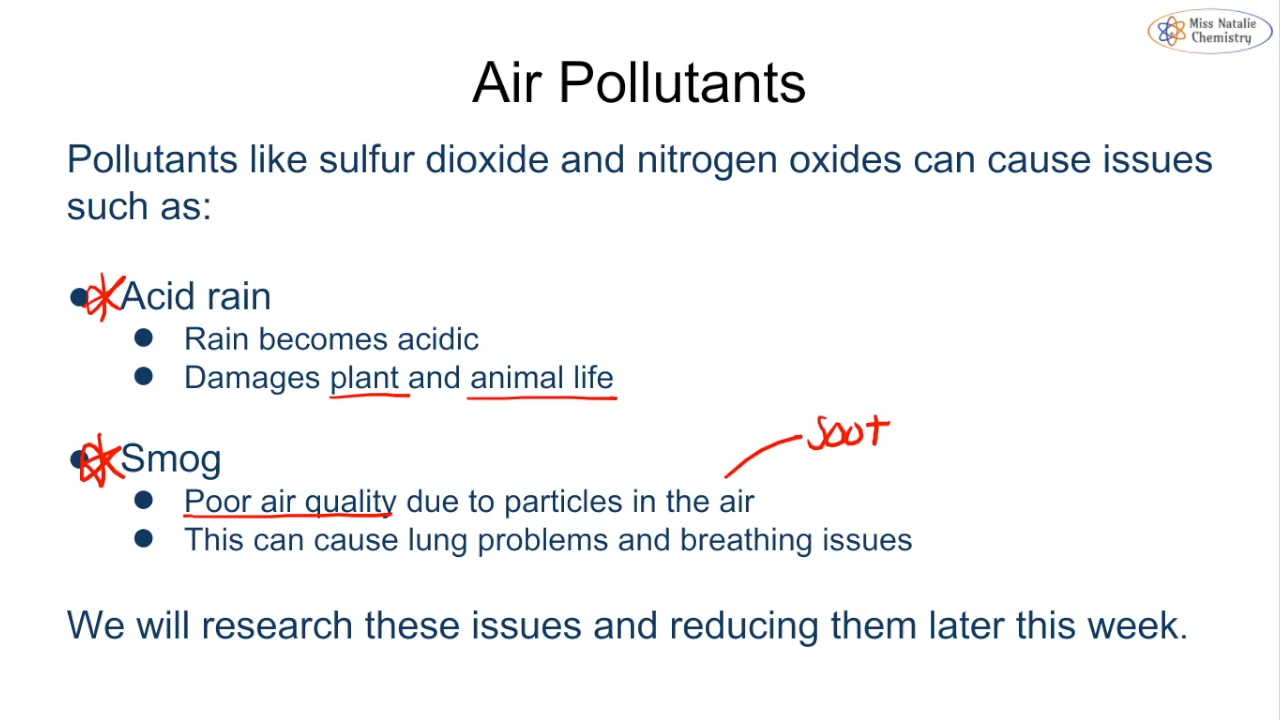 Miss Natalie
Chemistry
Air Pollutants
Pollutants like sulfur dioxide and nitrogen oxides can cause issues
such as:
Acid rain
Rain becomes acidic
Damages plant and animal life
soot
Smog
Poor air quality due to particles in the air
This can cause lung problems and breathing issues
We will research these issues and reducing them later this week.